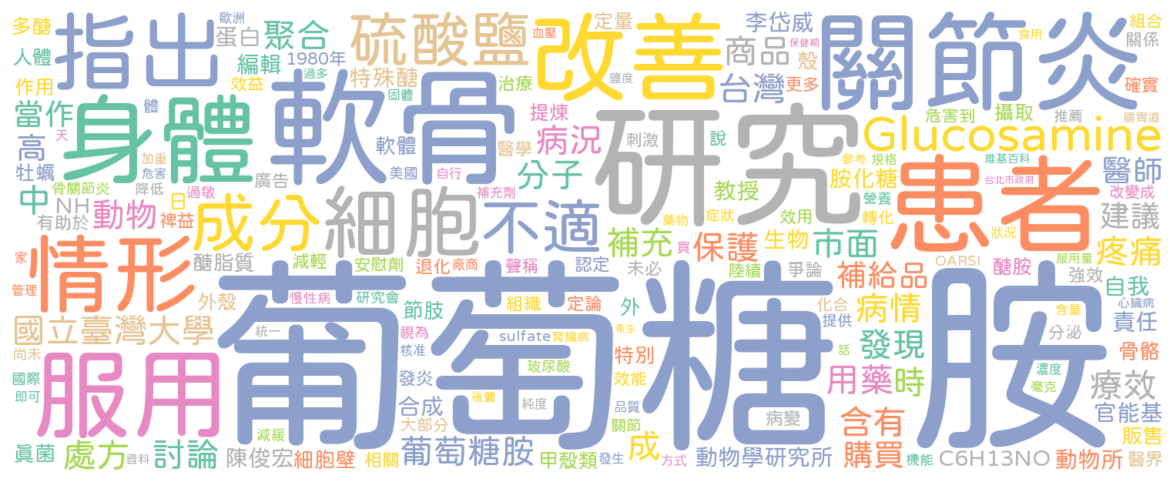 多醣
歐洲
蛋白
聚合
指出
硫酸鹽
血壓
定量
李岱威
保健網
組合
食用
關係
人體
編輯
1980年
過多
改善
商品
殼
關節炎
作用
效益
特殊醣
固體
治療
鹽度
台灣
更多
確實
當作
天
體
身體
軟骨
提煉
病況
刺激
研究
說
危害到
攝取
推薦
腸胃道
高
軟體
醫學
Glucosamine
牡蠣
加重
危害
美國
自行
分子
教授
參考
規格
維基百科
患者
醫師
中
骨關節炎
降低
過敏
廣告
補充劑
胺化糖
台北市政府
改變成
NH
日
營養
建議
有助於
動物
裨益
成分
細胞
不適
藥物
症狀
效用
轉化
狀況
補充
買
保護
生物
市面
疼痛
家
情形
醣脂質
減輕
安慰劑
退化
廠商
聲稱
認定
未必
陸續
爭論
OARSI
服用量
醣胺
強效
自我
管理
外殼
慢性病
研究會
節肢
組織
定論
外
補給品
化合
病情
心臟病
國立臺灣大學
統一
葡萄糖胺
視為
sulfate
腎臟病
衛生
提供
含量
分泌
責任
尚未
核准
特別
話
發現
骨骼
國際
服用
發炎
玻尿酸
效能
用藥
時
濃度
療效
即可
後體
毫克
合成
純度
品質
病變
含有
官能基
減緩
大部分
關節
成
販售
真菌
處方
資料
討論
陳俊宏
細胞壁
相關
葡萄糖胺
甲殼類
發生
方式
動物學研究所
購買
機能
C6H13NO
動物所
醫界